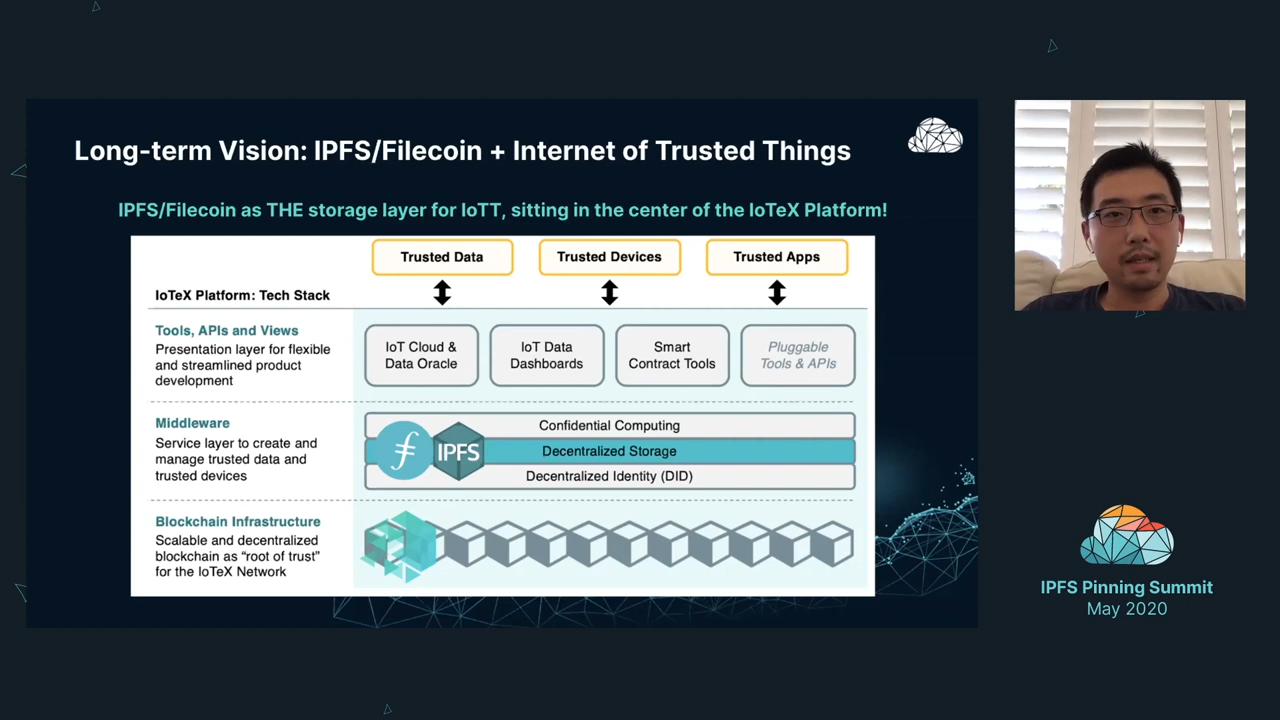 Long-term Vision: IPFS/Filecoin + Internet of Trusted Things
IPFS/Filecoin as THE storage layer for IoTT, sitting in the center of the IoTeX Platform!
Trusted Data
Trusted Devices
Trusted Apps
IoTeX Platform: Tech Stack
Tools, APIs and Views
Presentation layer for flexible
and streamlined product
development
IoT Cloud &
Data Oracle
IoT Data
Dashboards
Smart
Contract Tools
Pluggable
Tools & APIs
Middleware
Service layer to create and
manage trusted data and
trusted devices
IPFS
Confidential Computing
Decentralized Storage
Decentralized Identity (DID)
Blockchain Infrastructure
Scalable and decentralized
blockchain as “root of trust”
for the IoTeX Network
IPFS Pinning Summit
May 2020